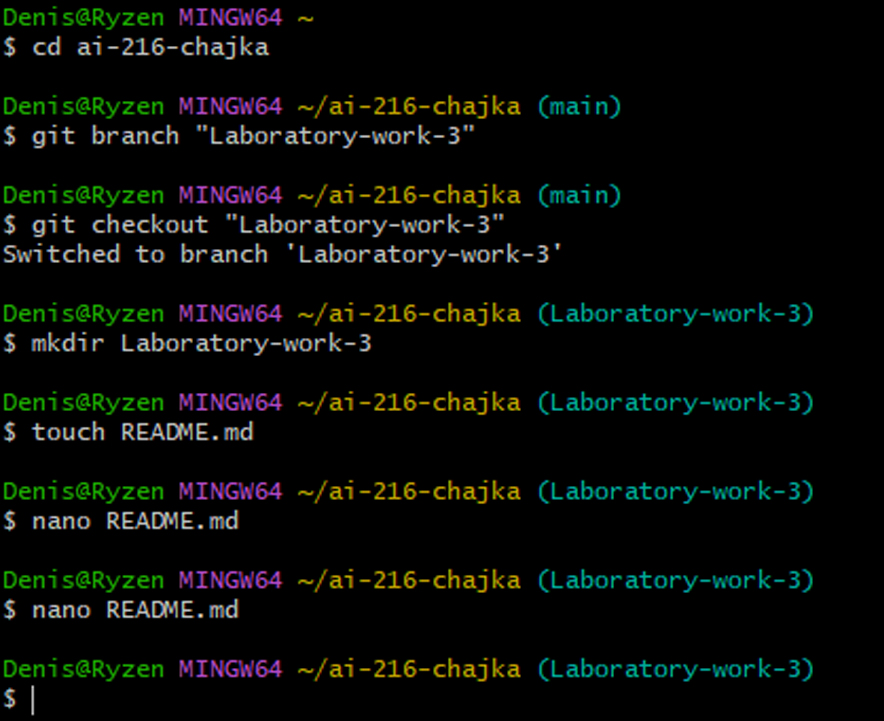 Denis@Ryzen MINGW64 ~
$ cd ai-216-chajka
Denis@Ryzen MINGW64 ~/ai-216-chajka (main)
$ git branch "Laboratory-work-3"
Denis@Ryzen MINGW64 ~/ai-216-chajka (main)
$ git checkout "Laboratory-work-3"
Switched to branch 'Laboratory-work-3'
Denis@Ryzen MINGW64 ~/ai-216-chajka (Laboratory-work-3)
$ mkdir Laboratory-work-3
Denis@Ryzen MINGW64 ~/ai-216-chajka (Laboratory-work-3)
$ touch README.md
Denis@Ryzen MINGW64 ~/ai-216-chajka (Laboratory-work-3)
$ nano README.md
Denis@Ryzen MINGW64 ~/ai-216-chajka (Laboratory-work-3)
$ nano README.md
Denis@Ryzen MINGW64 ~/ai-216-chajka (Laboratory-work-3)
$